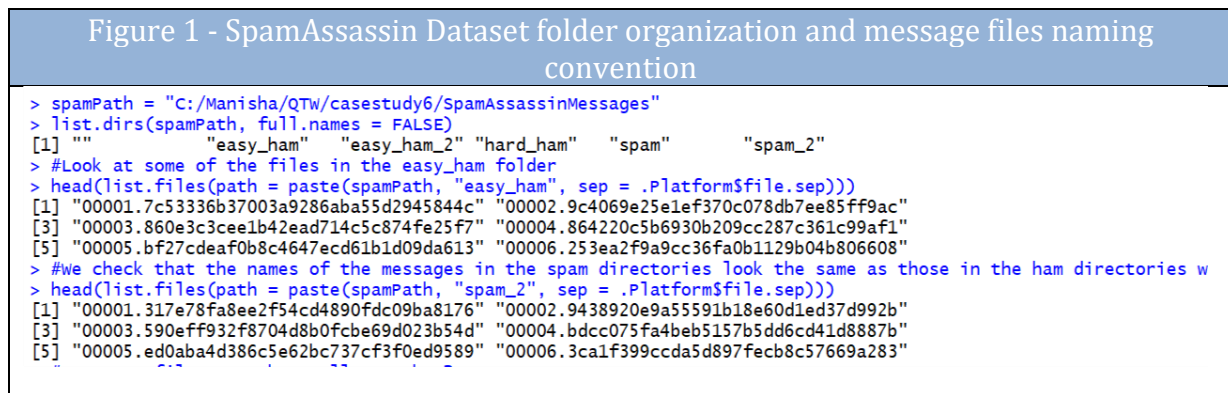 Figure 1 - SpamAssassin Dataset folder organization and message files naming
convention
> spamPath = "C:/Manisha/QTW/casestudy6/SpamAssassinMessages"
> list.dirs(spamPath, full.names = FALSE)
[1] "" "easy_ham" "easy_ham_2" "hard_ham" "spam" "spam_2"
> #Look at some of the files in the easy_ham folder
> head(list.files(path = paste(spamPath, "easy_ham", sep = .Platform$file.sep)))
[1] "00001.7c53336b37003a9286aba55d2945844c" "00002.9c4069e25e1ef370c078db7ee85ff9ac"
[3] "00003.860e3c3cee1b42ead714c5c874fe25f7" "00004.864220c5b6930b209cc287c361c99af1"
[5] "00005.bf27cdeaf0b8c4647ecd61b1d09da613" "00006.253ea2f9a9cc36fa0b1129b04b806608"
> #We check that the names of the messages in the spam directories look the same as those in the ham directories w
> head(list.files(path = paste(spamPath, "spam_2", sep = .Platform$file.sep)))
[1] "00001.317e78fa8ee2f54cd4890fdc09ba8176" "00002.9438920e9a55591b18e60d1ed37d992b"
[3] "00003.590eff932f8704d8b0fcbe69d023b54d" "00004.bdcc075fa4beb5157b5dd6cd41d8887b"
[5] "00005.ed0aba4d386c5e62bc737cf3f0ed9589" "00006.3ca1f399ccda5d897fecb8c57669a283"